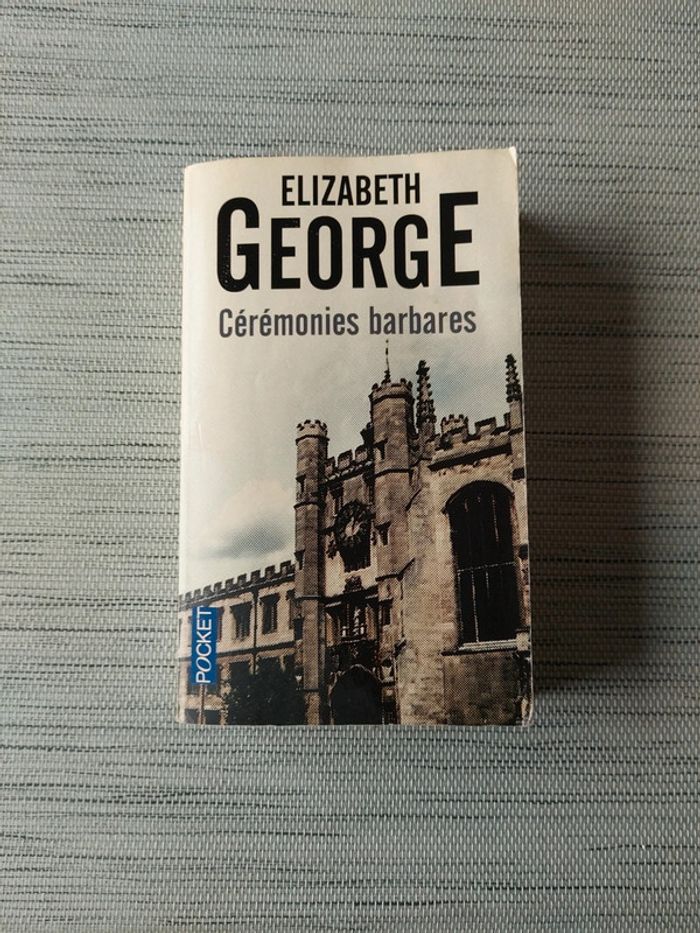 ELIZABETH
GEORGE
Cérémonies barbares
POCKET